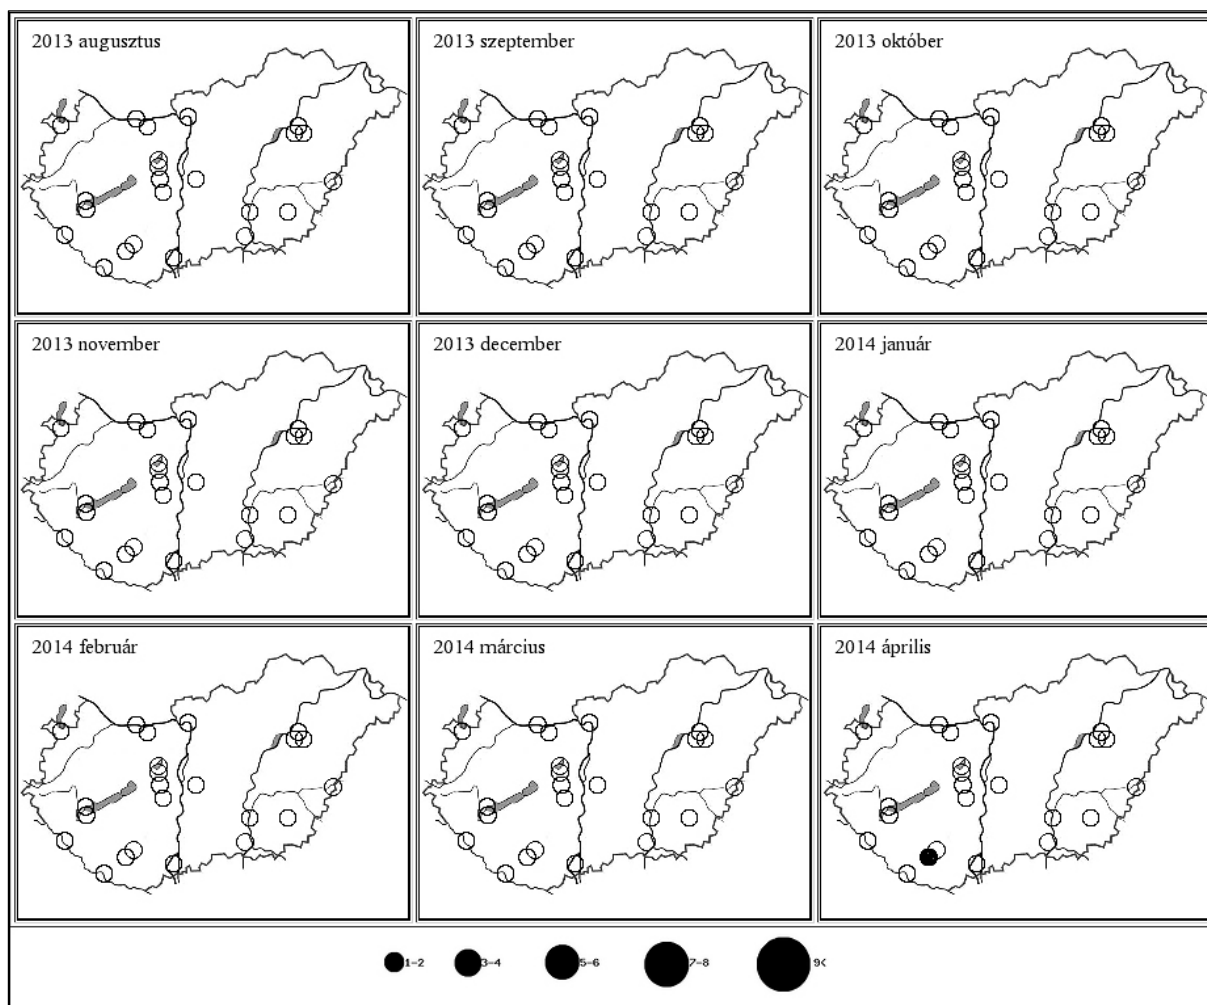 2013 augusztus
2013 szeptember
2013 október
2013 november
2013 december
2014 január
2014 február
2014 március
2014 április
1-2 3-4 5-6 7-8 9<